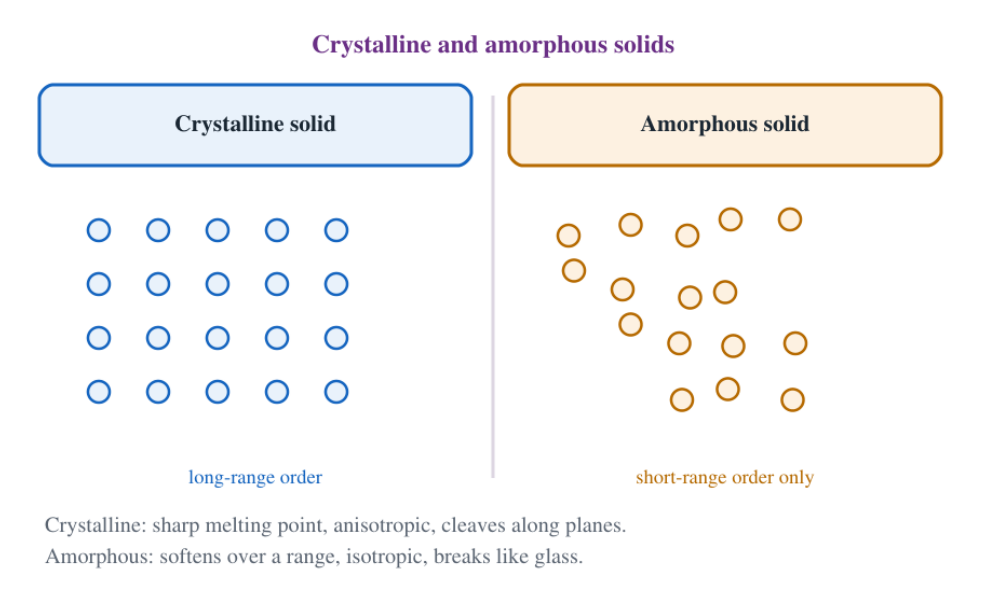 Crystalline and amorphous solids
Crystalline solid
Amorphous solid
long-range order
short-range order only
Crystalline: sharp melting point, anisotropic, cleaves along planes.
Amorphous: softens over a range, isotropic, breaks like glass.